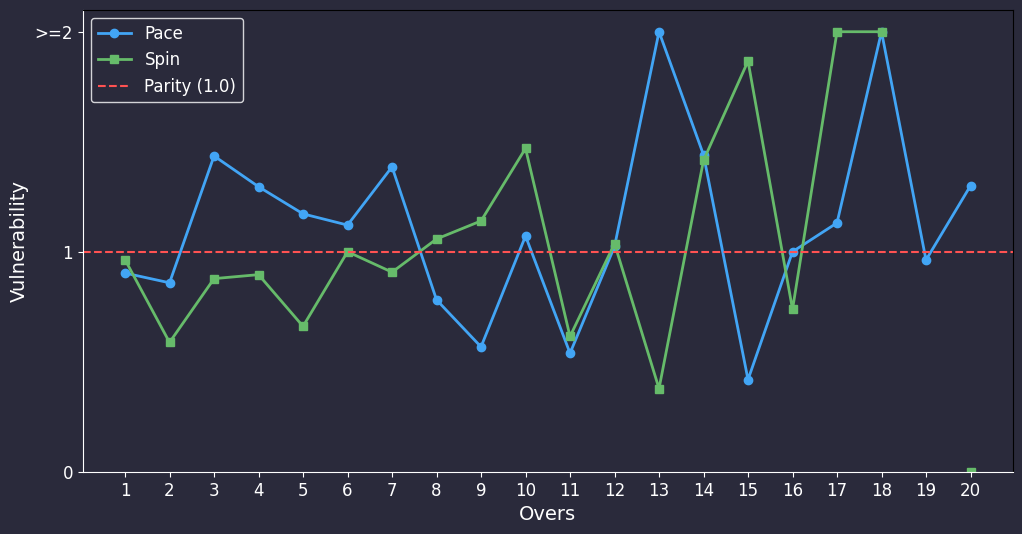 >=2
Pace
Spin
Parity (1.0)
Vulnerability
1
0
1 2 3 4 5 6 7 8 9 10 11 12 13 14 15 16 17 18 19 20
Overs